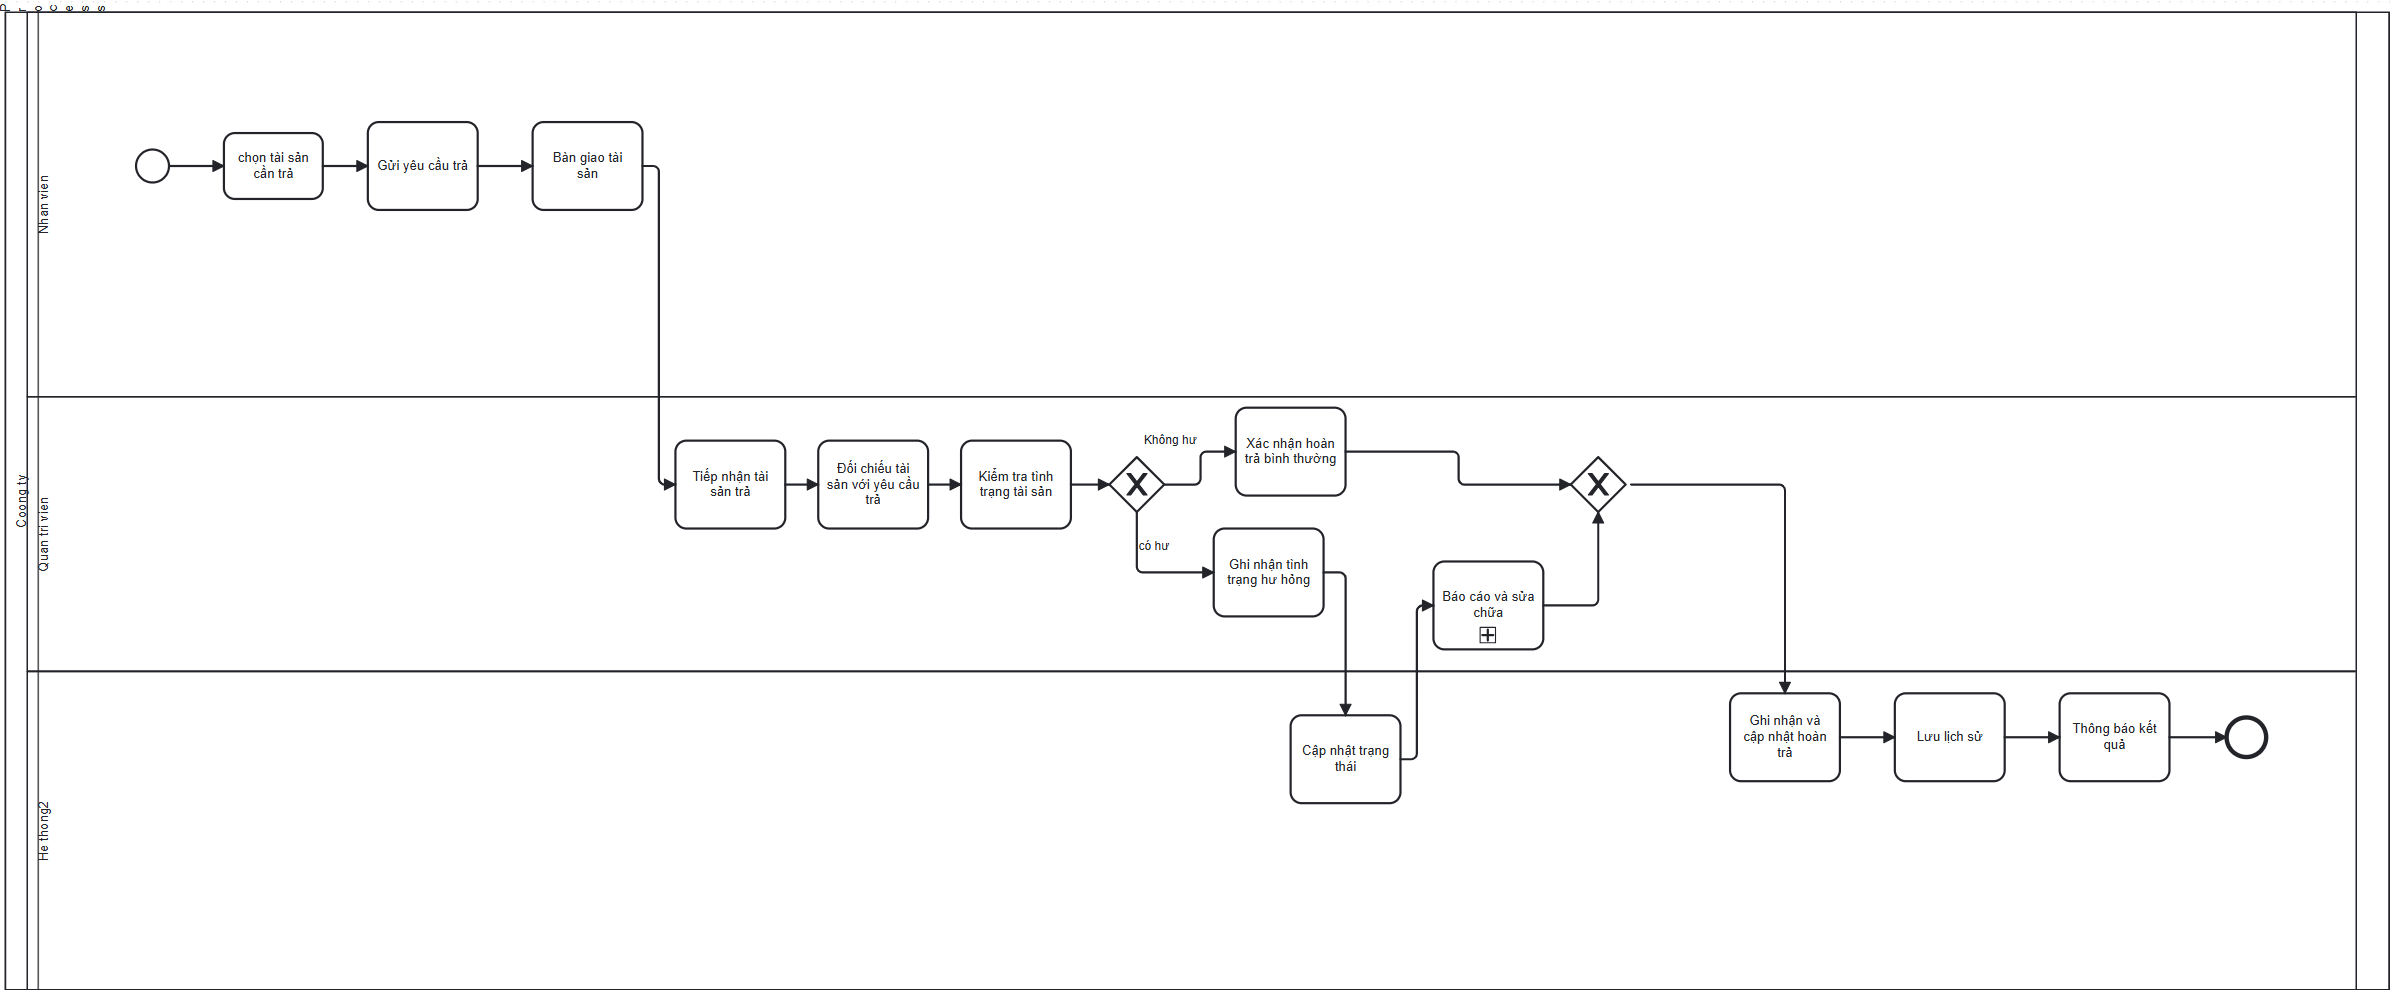 Process
Coong ty
Nhan vien
chọn tài sản
cần trả
Gửi yêu cầu trả
Bàn giao tài
sản
Quan tri vien
Tiếp nhận tài
sản trả
Đối chiếu tài
sản với yêu cầu
trả
Kiểm tra tình
trạng tài sản
Không hư
có hư
Xác nhận hoàn
trả bình thường
Ghi nhận tình
trạng hư hỏng
Báo cáo và sửa
chữa
He thong2
Cập nhật trạng
thái
Ghi nhận và
cập nhật hoàn
trả
Lưu lịch sử
Thông báo kết
quả